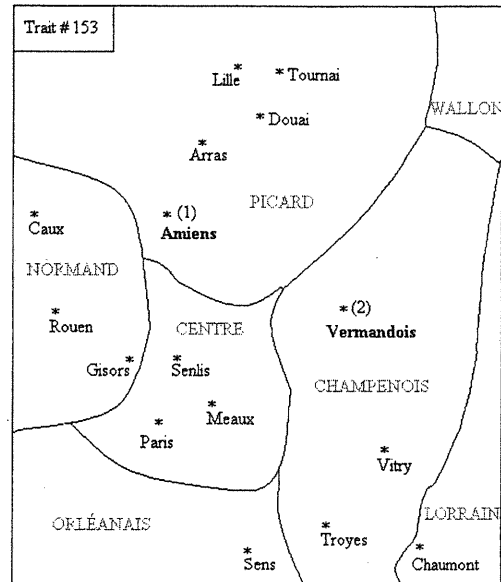 Trait # 153
Lille * * Tournai
* Douai
WALLON
* Arras
PICARD
* (1)
Amiens
* Caux
NORMAND
* Rouen
CENTRE
* (2)
Vermandois
Gisors *
* Senlis
CHAMPENOIS
* Meaux
* Paris
* Vitry
ORLÉANAIS
LORRAIN
* Troyes
* Sens
* Chaumont